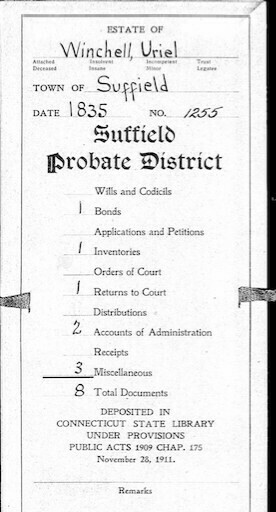 ESTATE OF
Winchell, Uriel
Attached Insolvent Incompetent Trust
Deceased Insane Minor Legatee
TOWN OF Suffield
DATE 1835 NO. 1255
Suffield
Probate District
Wills and Codicils
1 Bonds
Applications and Petitions
1 Inventories
Orders of Court
1 Returns to Court
Distributions
2 Accounts of Administration
Receipts
3 Miscellaneous
8 Total Documents
DEPOSITED IN
CONNECTICUT STATE LIBRARY
UNDER PROVISIONS
PUBLIC ACTS 1909 CHAP. 175
November 28, 1911.
Remarks